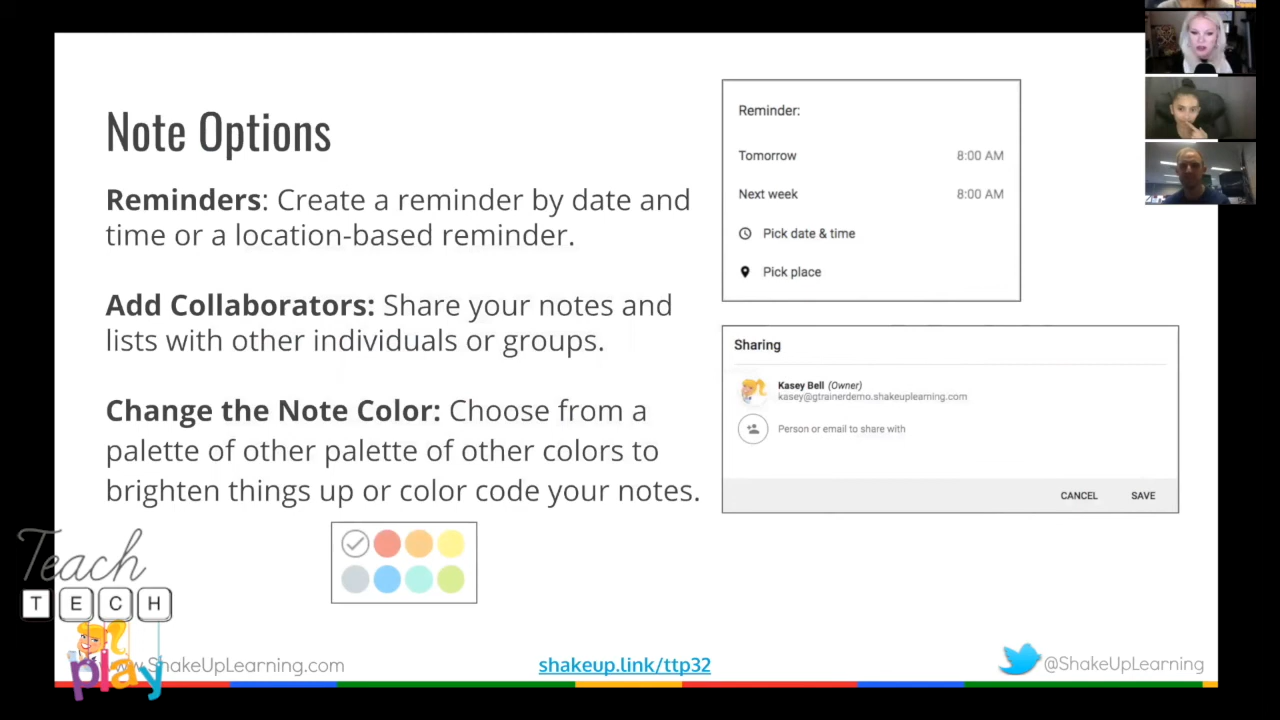 Note Options
Reminders: Create a reminder by date and
time or a location-based reminder.
Add Collaborators: Share your notes and
lists with other individuals or groups.
Change the Note Color: Choose from a
palette of other palette of other colors to
brighten things up or color code your notes.
Reminder:
Tomorrow 8:00 AM
Next week 8:00 AM
Pick date & time
Pick place
Sharing
Kasey Bell (Owner)
kasey@gtrainerdemo.shakeuplearning.com
Person or email to share with
CANCEL SAVE
Teach
TECH
play
www.ShakeUpLearning.com
shakeup.link/ttp32
@ShakeUpLearning